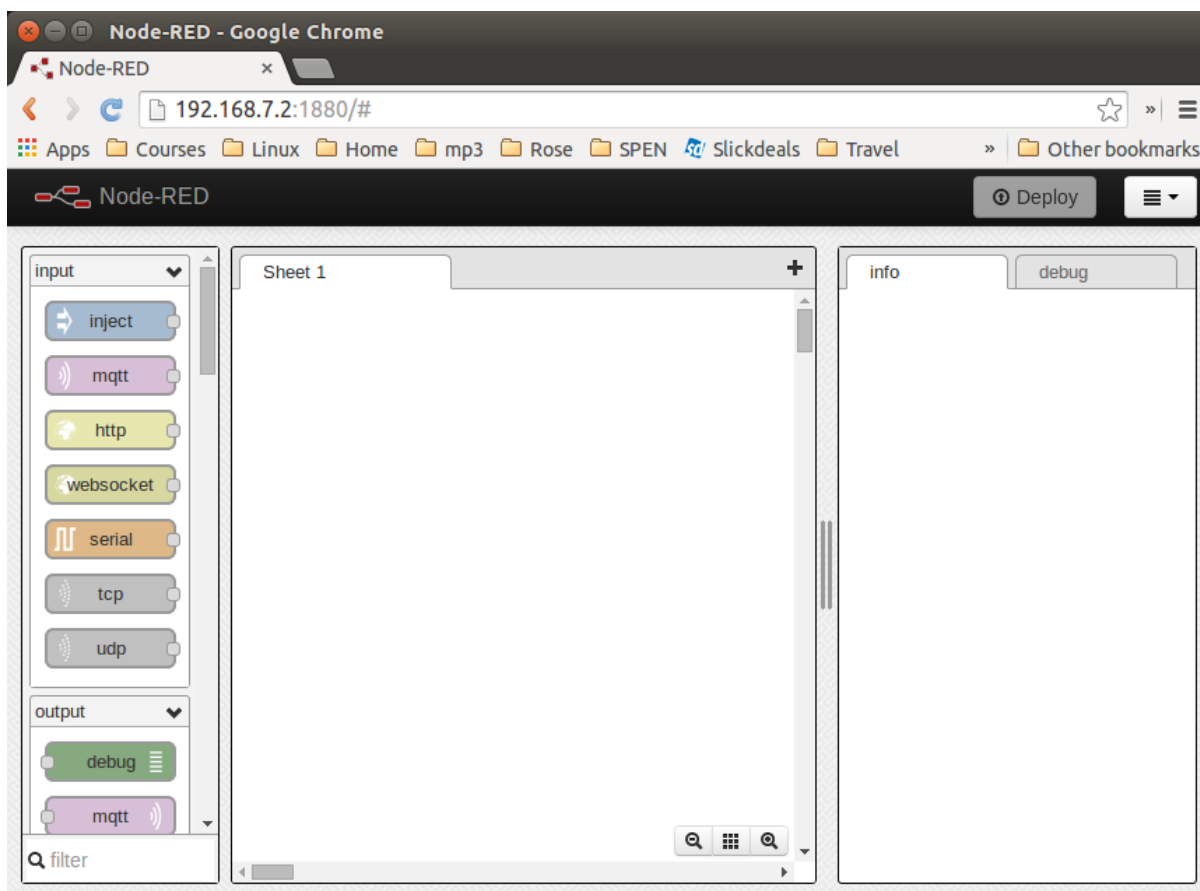 Node-RED - Google Chrome
Node-RED ×
192.168.7.2:1880/#
Apps Courses Linux Home mp3 Rose SPEN Slickdeals Travel » Other bookmarks
Node-RED Deploy
input
inject
mqtt
http
websocket
serial
tcp
udp
output
debug
mqtt
filter
Sheet 1 +
info debug